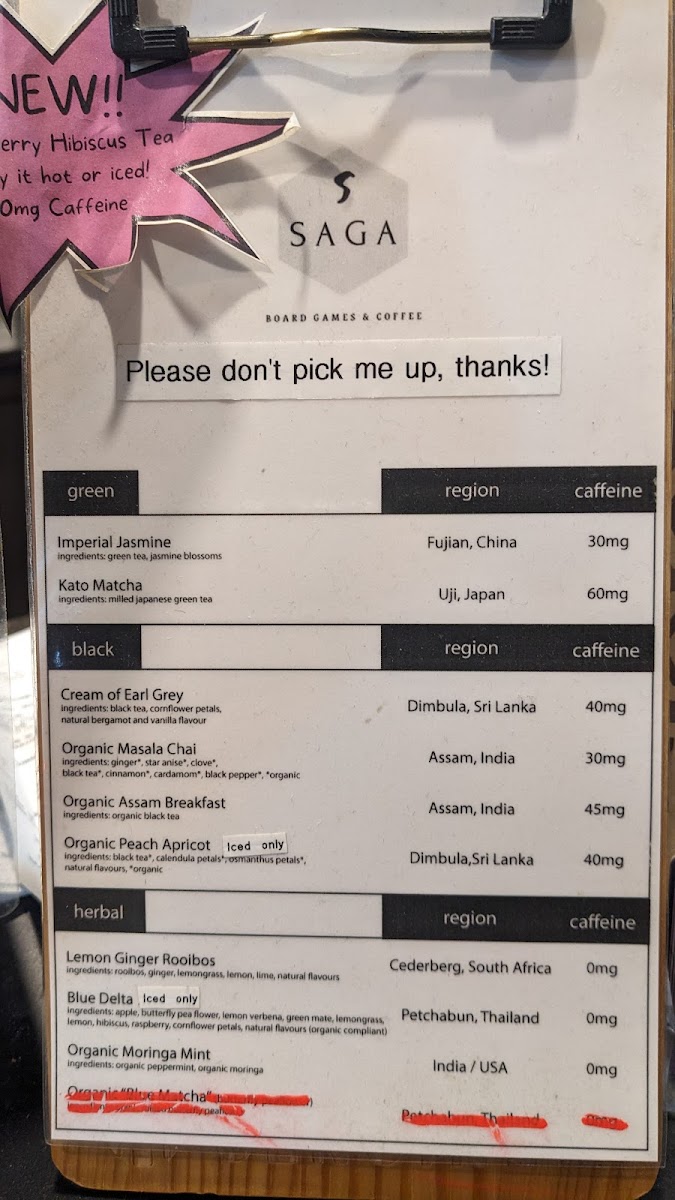 NEW!!
erry Hibiscus Tea
y it hot or iced!
0mg Caffeine
S
SAGA
BOARD GAMES & COFFEE
Please don't pick me up, thanks!
green region caffeine
Imperial Jasmine Fujian, China 30mg
ingredients: green tea, jasmine blossoms
Kato Matcha Uji, Japan 60mg
ingredients: milled japanese green tea
black region caffeine
Cream of Earl Grey Dimbula, Sri Lanka 40mg
ingredients: black tea, cornflower petals,
natural bergamot and vanilla flavour
Organic Masala Chai Assam, India 30mg
ingredients: ginger*, star anise*, clove*,
black tea*, cinnamon*, cardamom*, black pepper*, *organic
Organic Assam Breakfast Assam, India 45mg
ingredients: organic black tea
Organic Peach Apricot Iced only Dimbula,Sri Lanka 40mg
ingredients: black tea*, calendula petals*, osmanthus petals*,
natural flavours, *organic
herbal region caffeine
Lemon Ginger Rooibos Cederberg, South Africa 0mg
ingredients: rooibos, ginger, lemongrass, lemon, lime, natural flavours
Blue Delta Iced only Petchabun, Thailand 0mg
ingredients: apple, butterfly pea flower, lemon verbena, green mate, lemongrass,
lemon, hibiscus, raspberry, cornflower petals, natural flavours (organic compliant)
Organic Moringa Mint India / USA 0mg
ingredients: organic peppermint, organic moringa
Organic "Blue Matcha" Petchabun, Thailand 0mg